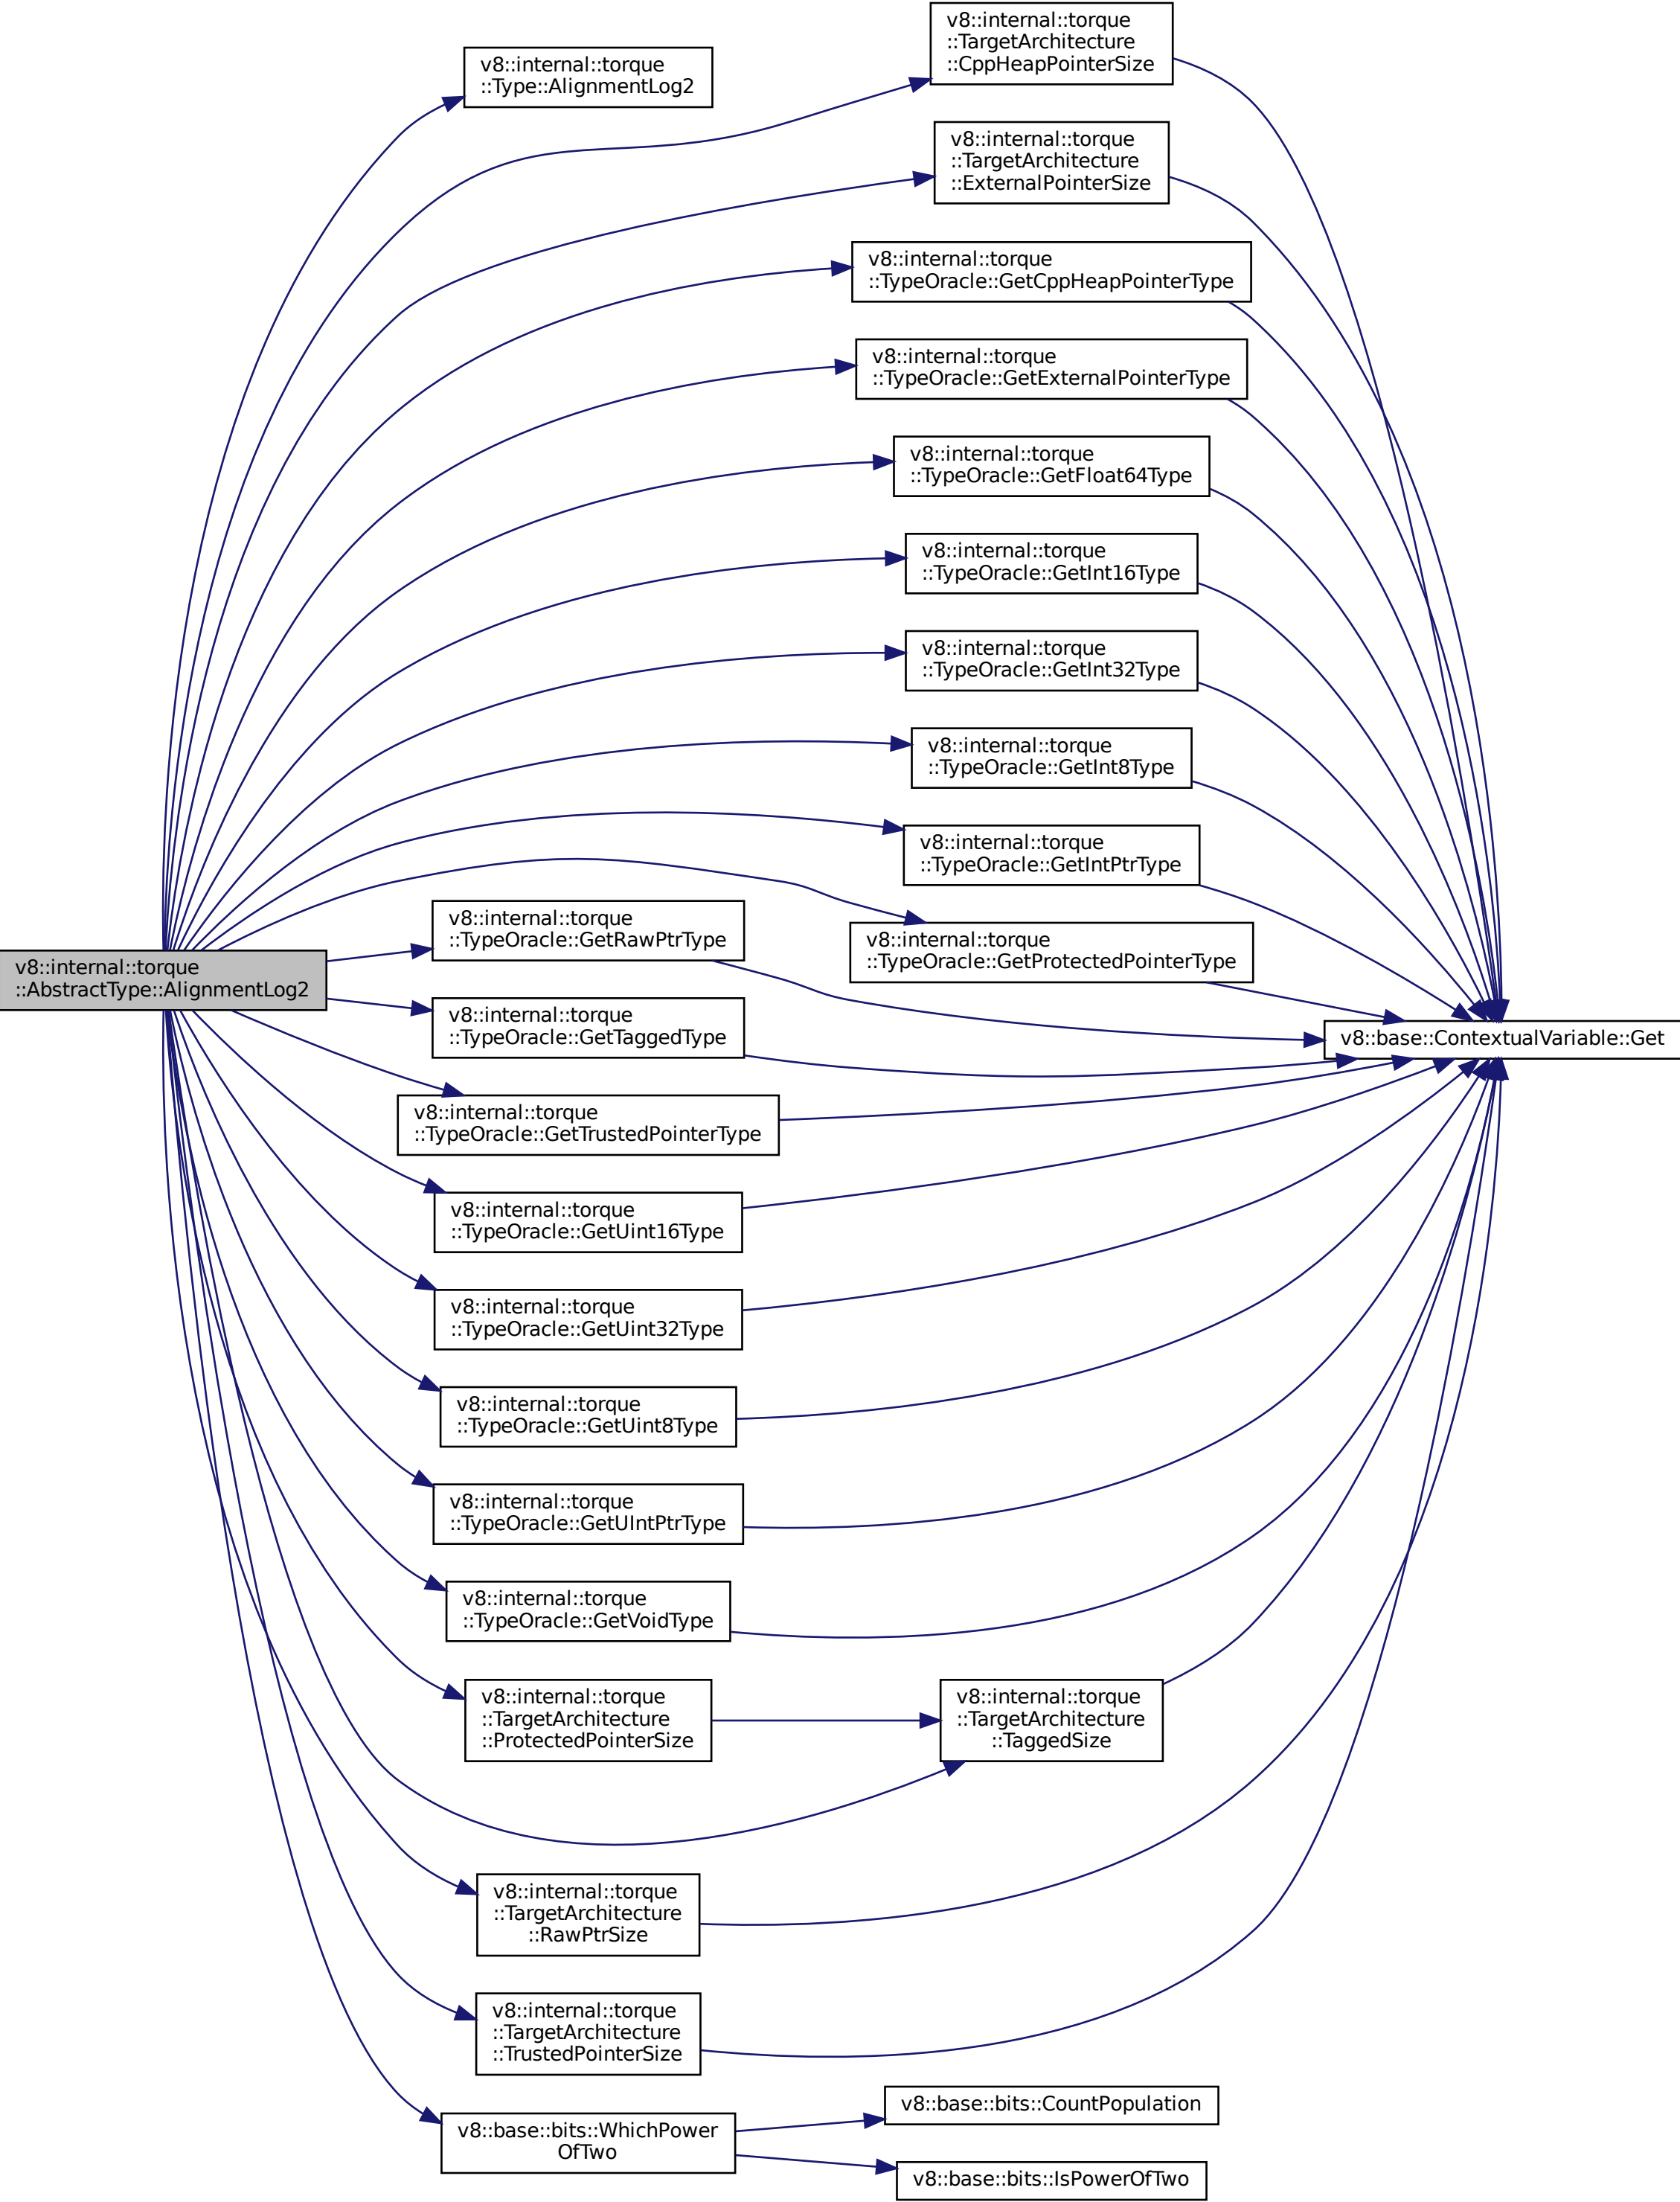 v8::internal::torque
::AbstractType::AlignmentLog2
v8::internal::torque
::Type::AlignmentLog2
v8::internal::torque
::TargetArchitecture
::CppHeapPointerSize
v8::internal::torque
::TargetArchitecture
::ExternalPointerSize
v8::internal::torque
::TypeOracle::GetCppHeapPointerType
v8::internal::torque
::TypeOracle::GetExternalPointerType
v8::internal::torque
::TypeOracle::GetFloat64Type
v8::internal::torque
::TypeOracle::GetInt16Type
v8::internal::torque
::TypeOracle::GetInt32Type
v8::internal::torque
::TypeOracle::GetInt8Type
v8::internal::torque
::TypeOracle::GetIntPtrType
v8::internal::torque
::TypeOracle::GetProtectedPointerType
v8::internal::torque
::TypeOracle::GetRawPtrType
v8::internal::torque
::TypeOracle::GetTaggedType
v8::internal::torque
::TypeOracle::GetTrustedPointerType
v8::internal::torque
::TypeOracle::GetUint16Type
v8::internal::torque
::TypeOracle::GetUint32Type
v8::internal::torque
::TypeOracle::GetUint8Type
v8::internal::torque
::TypeOracle::GetUIntPtrType
v8::internal::torque
::TypeOracle::GetVoidType
v8::internal::torque
::TargetArchitecture
::ProtectedPointerSize
v8::internal::torque
::TargetArchitecture
::TaggedSize
v8::internal::torque
::TargetArchitecture
::RawPtrSize
v8::internal::torque
::TargetArchitecture
::TrustedPointerSize
v8::base::bits::WhichPower
OfTwo
v8::base::bits::CountPopulation
v8::base::bits::IsPowerOfTwo
v8::base::ContextualVariable::Get